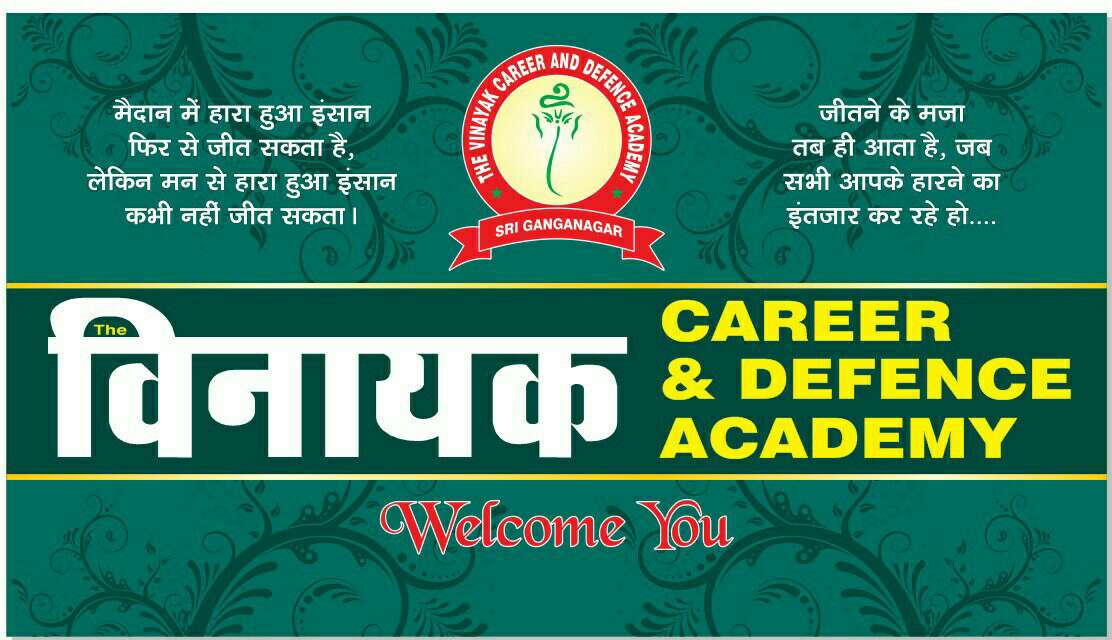 मैदान में हारा हुआ इंसान
फिर से जीत सकता है,
लेकिन मन से हारा हुआ इंसान
कभी नहीं जीत सकता।
THE VINAYAK CAREER AND DEFENCE ACADEMY
SRI GANGANAGAR
जीतने के मजा
तब ही आता है, जब
सभी आपके हारने का
इंतजार कर रहे हो....
The
विनायक
CAREER
& DEFENCE
ACADEMY
Welcome You